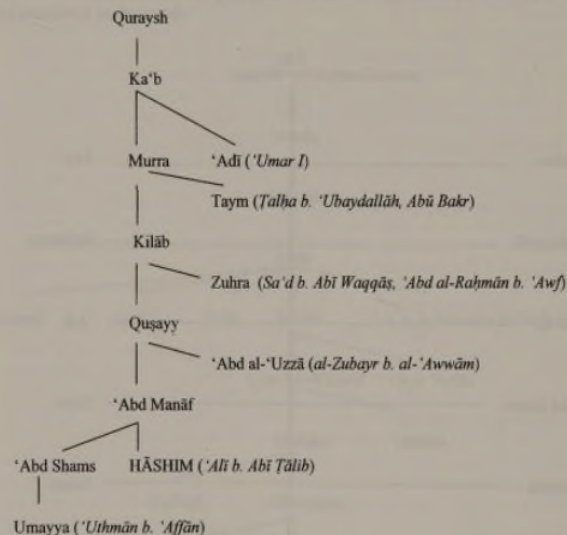 Quraysh
Ka‘b
Murra ‘Adī (‘Umar I)
Taym (Ṭalḥa b. ‘Ubaydallāh, Abū Bakr)
Kilāb
Zuhra (Sa‘d b. Abī Waqqāṣ, ‘Abd al-Raḥmān b. ‘Awf)
Quṣayy
‘Abd al-‘Uzzā (al-Zubayr b. al-‘Awwām)
‘Abd Manāf
‘Abd Shams HĀSHIM (‘Alī b. Abī Ṭālib)
Umayya (‘Uthmān b. ‘Affān)